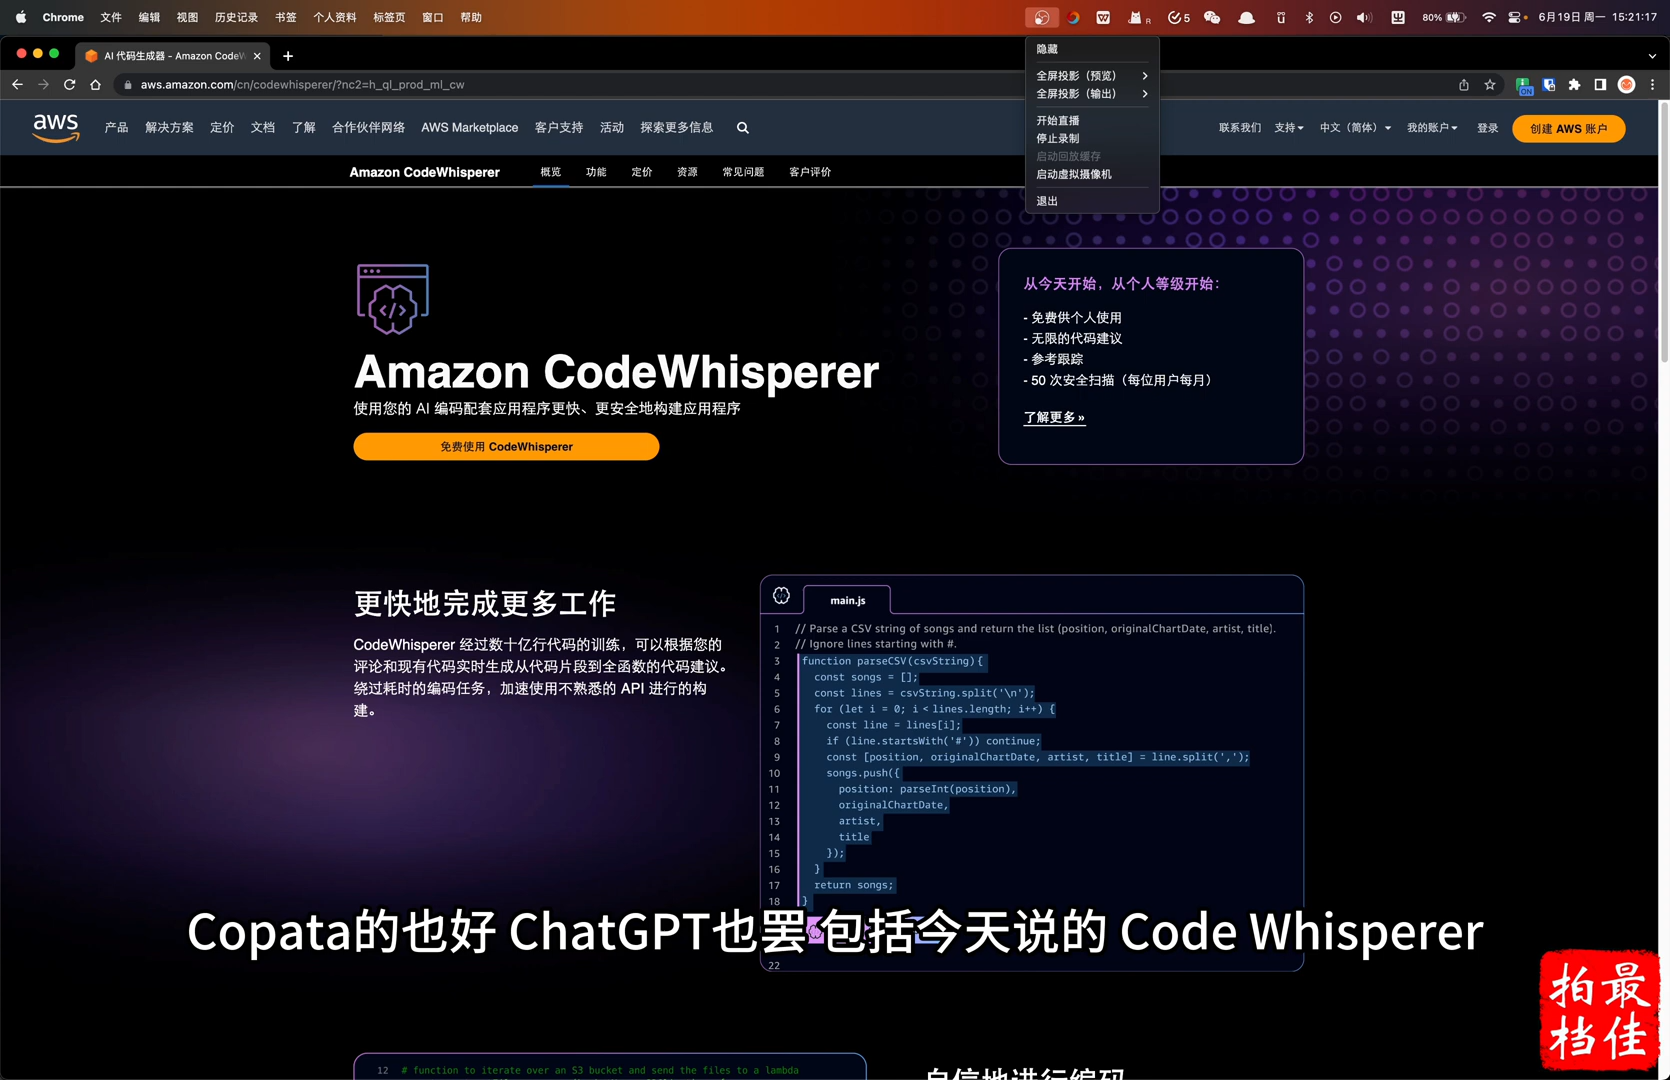 Chrome 文件 编辑 视图 历史记录 书签 个人资料 标签页 窗口 帮助
5 80% 6月19日 周一 15:21:17
AI 代码生成器 - Amazon CodeW
aws.amazon.com/cn/codewhisperer/?nc2=h_ql_prod_ml_cw
ON
隐藏
全屏投影（预览）
全屏投影（输出）
开始直播
停止录制
启动回放缓存
启动虚拟摄像机
退出
aws 产品 解决方案 定价 文档 了解 合作伙伴网络 AWS Marketplace 客户支持 活动 探索更多信息
联系我们 支持 中文（简体） 我的账户 登录 创建 AWS 账户
Amazon CodeWhisperer 概览 功能 定价 资源 常见问题 客户评价
Amazon CodeWhisperer
使用您的 AI 编码配套应用程序更快、更安全地构建应用程序
免费使用 CodeWhisperer
从今天开始，从个人等级开始：
- 免费供个人使用
- 无限的代码建议
- 参考跟踪
- 50 次安全扫描（每位用户每月）
了解更多 »
更快地完成更多工作
CodeWhisperer 经过数十亿行代码的训练，可以根据您的
评论和现有代码实时生成从代码片段到全函数的代码建议。
绕过耗时的编码任务，加速使用不熟悉的 API 进行的构
建。
main.js
1 // Parse a CSV string of songs and return the list (position, originalChartDate, artist, title).
2 // Ignore lines starting with #.
3 function parseCSV(csvString){
4 const songs = [];
5 const lines = csvString.split('\n');
6 for (let i = 0; i < lines.length; i++) {
7 const line = lines[i];
8 if (line.startsWith('#')) continue;
9 const [position, originalChartDate, artist, title] = line.split(',');
10 songs.push({
11 position: parseInt(position),
12 originalChartDate,
13 artist,
14 title
15 });
16 }
17 return songs;
18 }
22
Copata的也好 ChatGPT也罢 包括今天说的 Code Whisperer
12 # function to iterate over an S3 bucket and send the files to a lambda
自信地进行编码
最佳
拍档